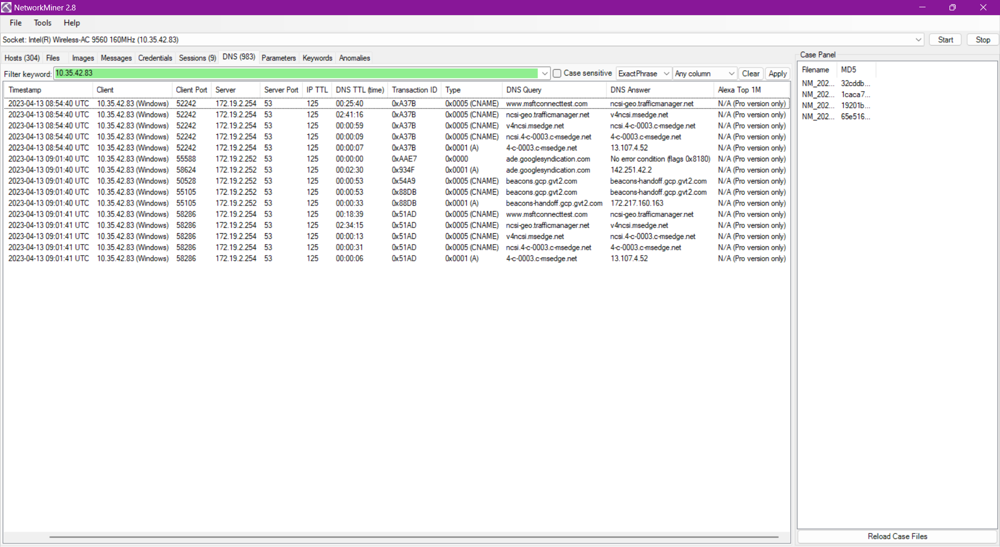 NetworkMiner 2.8
File Tools Help
Socket: Intel(R) Wireless-AC 9560 160MHz (10.35.42.83) Start Stop
Hosts (304) Files Images Messages Credentials Sessions (9) DNS (983) Parameters Keywords Anomalies
Case Panel
Filter keyword: 10.35.42.83 Case sensitive ExactPhrase Any column Clear Apply
Filename MD5
NM_202... 32cddb...
NM_202... 1caca7...
NM_202... 19201b...
NM_202... 65e516...
Timestamp Client Client Port Server Server Port IP TTL DNS TTL (time) Transaction ID Type DNS Query DNS Answer Alexa Top 1M
2023-04-13 08:54:40 UTC 10.35.42.83 (Windows) 52242 172.19.2.254 53 125 00:25:40 0xA37B 0x0005 (CNAME) www.msftconnecttest.com ncsi-geo.trafficmanager.net N/A (Pro version only)
2023-04-13 08:54:40 UTC 10.35.42.83 (Windows) 52242 172.19.2.254 53 125 02:41:16 0xA37B 0x0005 (CNAME) ncsi-geo.trafficmanager.net v4ncsi.msedge.net N/A (Pro version only)
2023-04-13 08:54:40 UTC 10.35.42.83 (Windows) 52242 172.19.2.254 53 125 00:00:59 0xA37B 0x0005 (CNAME) v4ncsi.msedge.net ncsi.4-c-0003.c-msedge.net N/A (Pro version only)
2023-04-13 08:54:40 UTC 10.35.42.83 (Windows) 52242 172.19.2.254 53 125 00:00:09 0xA37B 0x0005 (CNAME) ncsi.4-c-0003.c-msedge.net 4-c-0003.c-msedge.net N/A (Pro version only)
2023-04-13 08:54:40 UTC 10.35.42.83 (Windows) 52242 172.19.2.254 53 125 00:00:07 0xA37B 0x0001 (A) 4-c-0003.c-msedge.net 13.107.4.52 N/A (Pro version only)
2023-04-13 09:01:40 UTC 10.35.42.83 (Windows) 55588 172.19.2.252 53 125 00:00:00 0xAAE7 0x0000 ade.googlesyndication.com No error condition (flags 0x8180) N/A (Pro version only)
2023-04-13 09:01:40 UTC 10.35.42.83 (Windows) 58624 172.19.2.252 53 125 00:02:30 0x934F 0x0001 (A) ade.googlesyndication.com 142.251.42.2 N/A (Pro version only)
2023-04-13 09:01:40 UTC 10.35.42.83 (Windows) 50528 172.19.2.252 53 125 00:00:53 0x54A9 0x0005 (CNAME) beacons.gcp.gvt2.com beacons-handoff.gcp.gvt2.com N/A (Pro version only)
2023-04-13 09:01:40 UTC 10.35.42.83 (Windows) 55105 172.19.2.252 53 125 00:00:53 0x88DB 0x0005 (CNAME) beacons.gcp.gvt2.com beacons-handoff.gcp.gvt2.com N/A (Pro version only)
2023-04-13 09:01:40 UTC 10.35.42.83 (Windows) 55105 172.19.2.252 53 125 00:00:33 0x88DB 0x0001 (A) beacons-handoff.gcp.gvt2.com 172.217.160.163 N/A (Pro version only)
2023-04-13 09:01:41 UTC 10.35.42.83 (Windows) 58286 172.19.2.254 53 125 00:18:39 0x51AD 0x0005 (CNAME) www.msftconnecttest.com ncsi-geo.trafficmanager.net N/A (Pro version only)
2023-04-13 09:01:41 UTC 10.35.42.83 (Windows) 58286 172.19.2.254 53 125 02:34:15 0x51AD 0x0005 (CNAME) ncsi-geo.trafficmanager.net v4ncsi.msedge.net N/A (Pro version only)
2023-04-13 09:01:41 UTC 10.35.42.83 (Windows) 58286 172.19.2.254 53 125 00:00:13 0x51AD 0x0005 (CNAME) v4ncsi.msedge.net ncsi.4-c-0003.c-msedge.net N/A (Pro version only)
2023-04-13 09:01:41 UTC 10.35.42.83 (Windows) 58286 172.19.2.254 53 125 00:00:31 0x51AD 0x0005 (CNAME) ncsi.4-c-0003.c-msedge.net 4-c-0003.c-msedge.net N/A (Pro version only)
2023-04-13 09:01:41 UTC 10.35.42.83 (Windows) 58286 172.19.2.254 53 125 00:00:06 0x51AD 0x0001 (A) 4-c-0003.c-msedge.net 13.107.4.52 N/A (Pro version only)
Reload Case Files